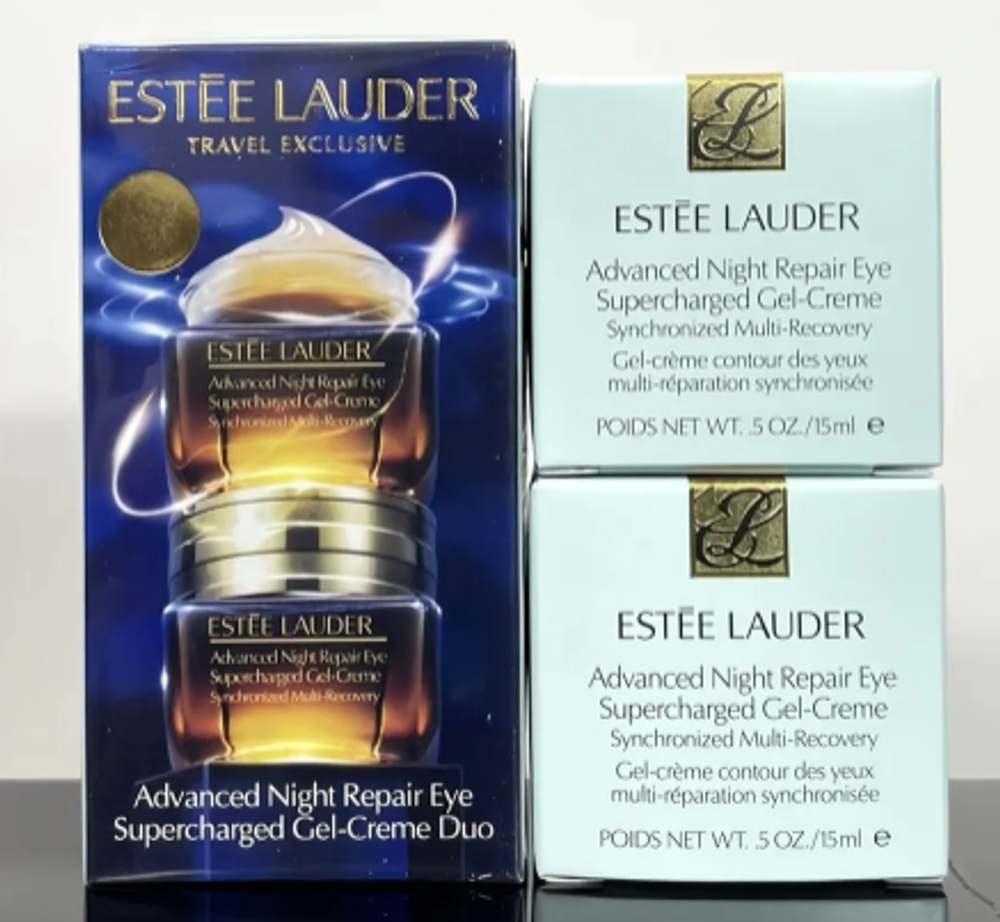 ESTĒE LAUDER
TRAVEL EXCLUSIVE
ESTĒE LAUDER
Advanced Night Repair Eye
Supercharged Gel-Creme
Synchronized Multi-Recovery
ESTĒE LAUDER
Advanced Night Repair Eye
Supercharged Gel-Creme
Synchronized Multi-Recovery
Advanced Night Repair Eye
Supercharged Gel-Creme Duo
ESTĒE LAUDER
Advanced Night Repair Eye
Supercharged Gel-Creme
Synchronized Multi-Recovery
Gel-crème contour des yeux
multi-réparation synchronisée
POIDS NET WT. .5 OZ./15ml e
ESTĒE LAUDER
Advanced Night Repair Eye
Supercharged Gel-Creme
Synchronized Multi-Recovery
Gel-crème contour des yeux
multi-réparation synchronisée
POIDS NET WT. .5 OZ./15ml e